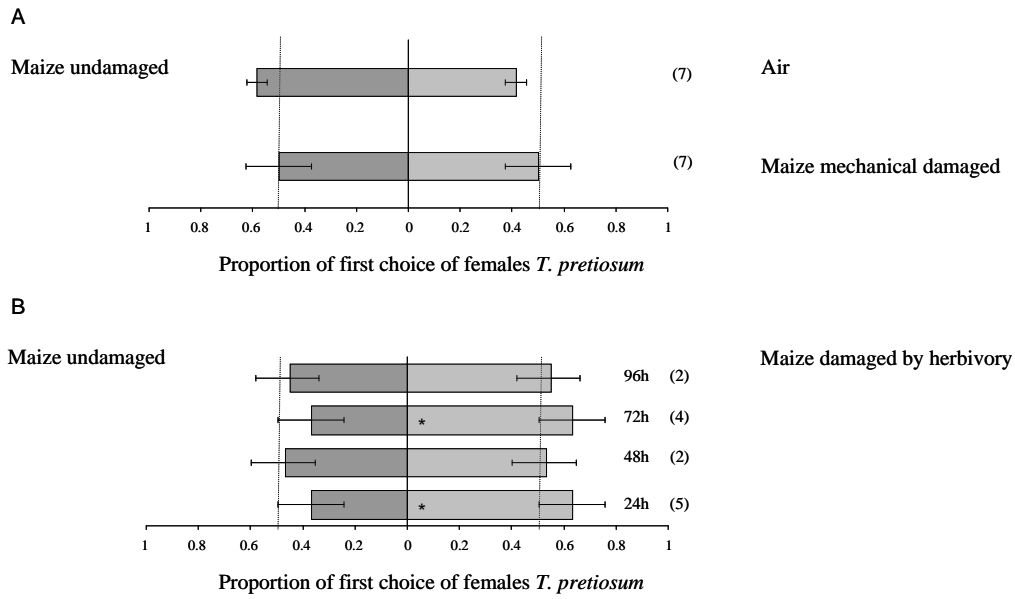 A
Maize undamaged
(7)
Air
(7)
Maize mechanical damaged
1 0.8 0.6 0.4 0.2 0 0.2 0.4 0.6 0.8 1
Proportion of first choice of females T. pretiosum
B
Maize undamaged
Maize damaged by herbivory
96h (2)
* 72h (4)
48h (2)
* 24h (5)
1 0.8 0.6 0.4 0.2 0 0.2 0.4 0.6 0.8 1
Proportion of first choice of females T. pretiosum